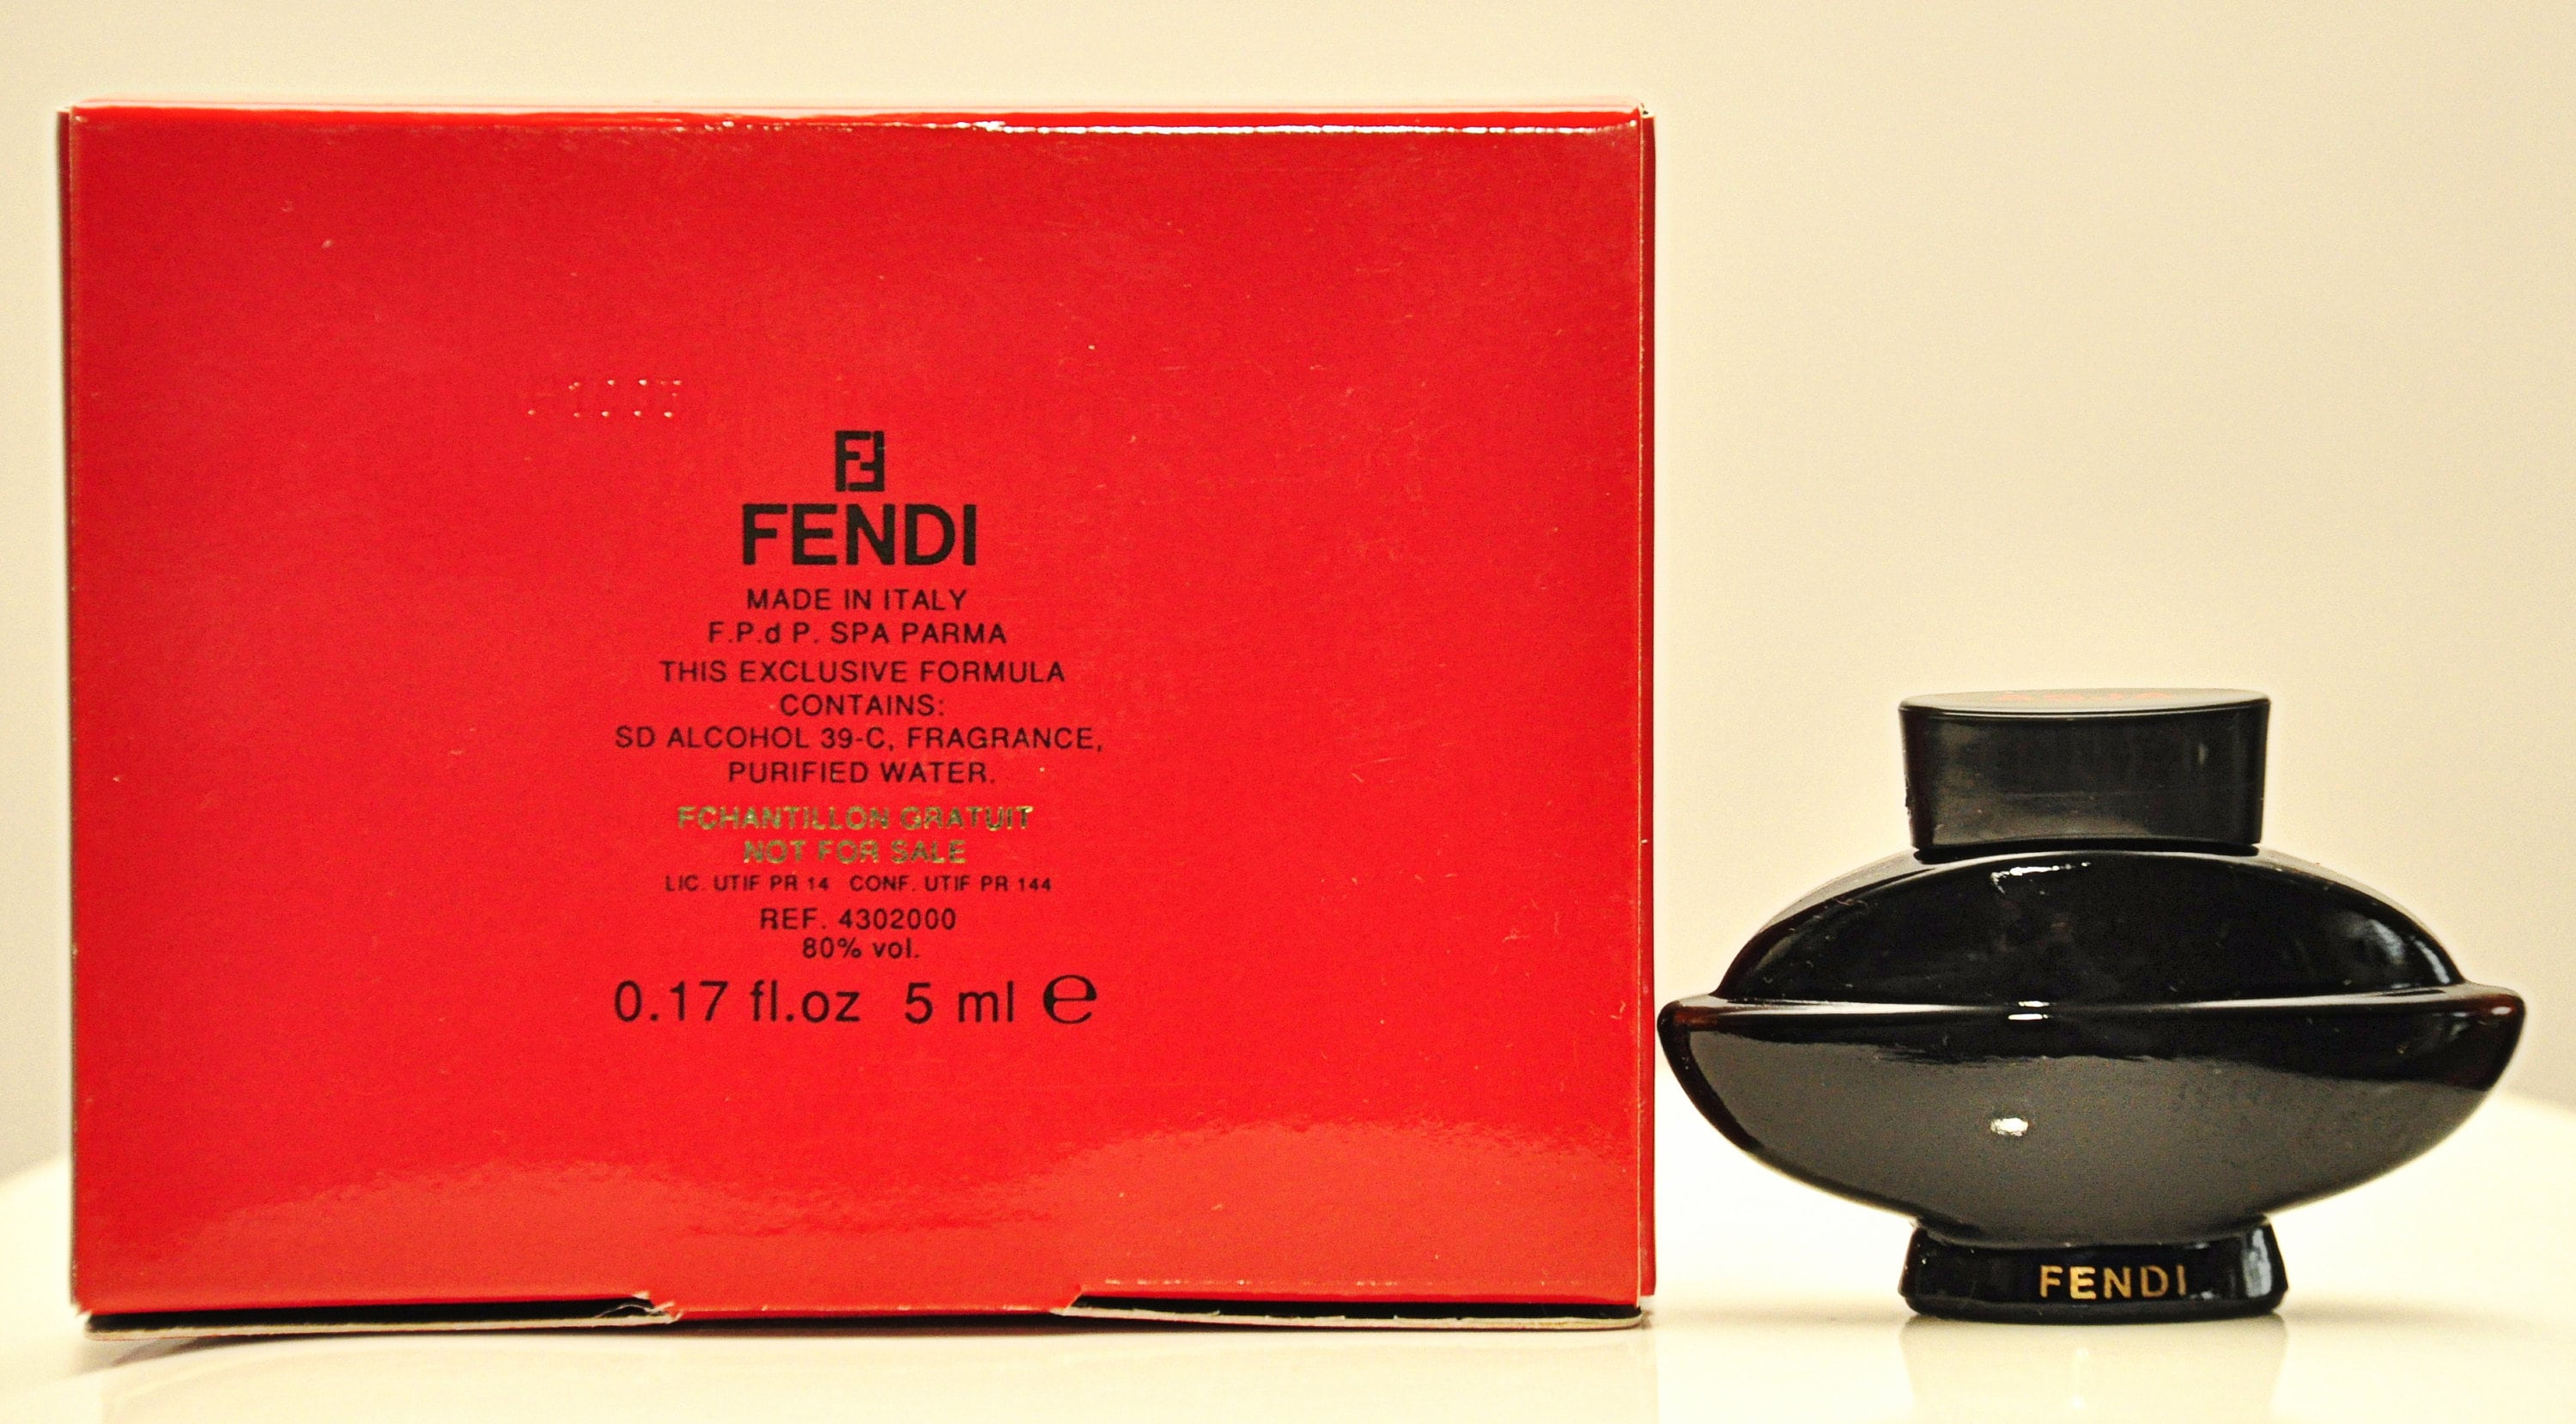 FENDI
MADE IN ITALY
F.P.d P. SPA PARMA
THIS EXCLUSIVE FORMULA
CONTAINS:
SD ALCOHOL 39-C, FRAGRANCE,
PURIFIED WATER.
ECHANTILLON GRATUIT
NOT FOR SALE
LIC. UTIF PR 14 CONF. UTIF PR 144
REF. 4302000
80% vol.
0.17 fl.oz 5 ml ℮
FENDI